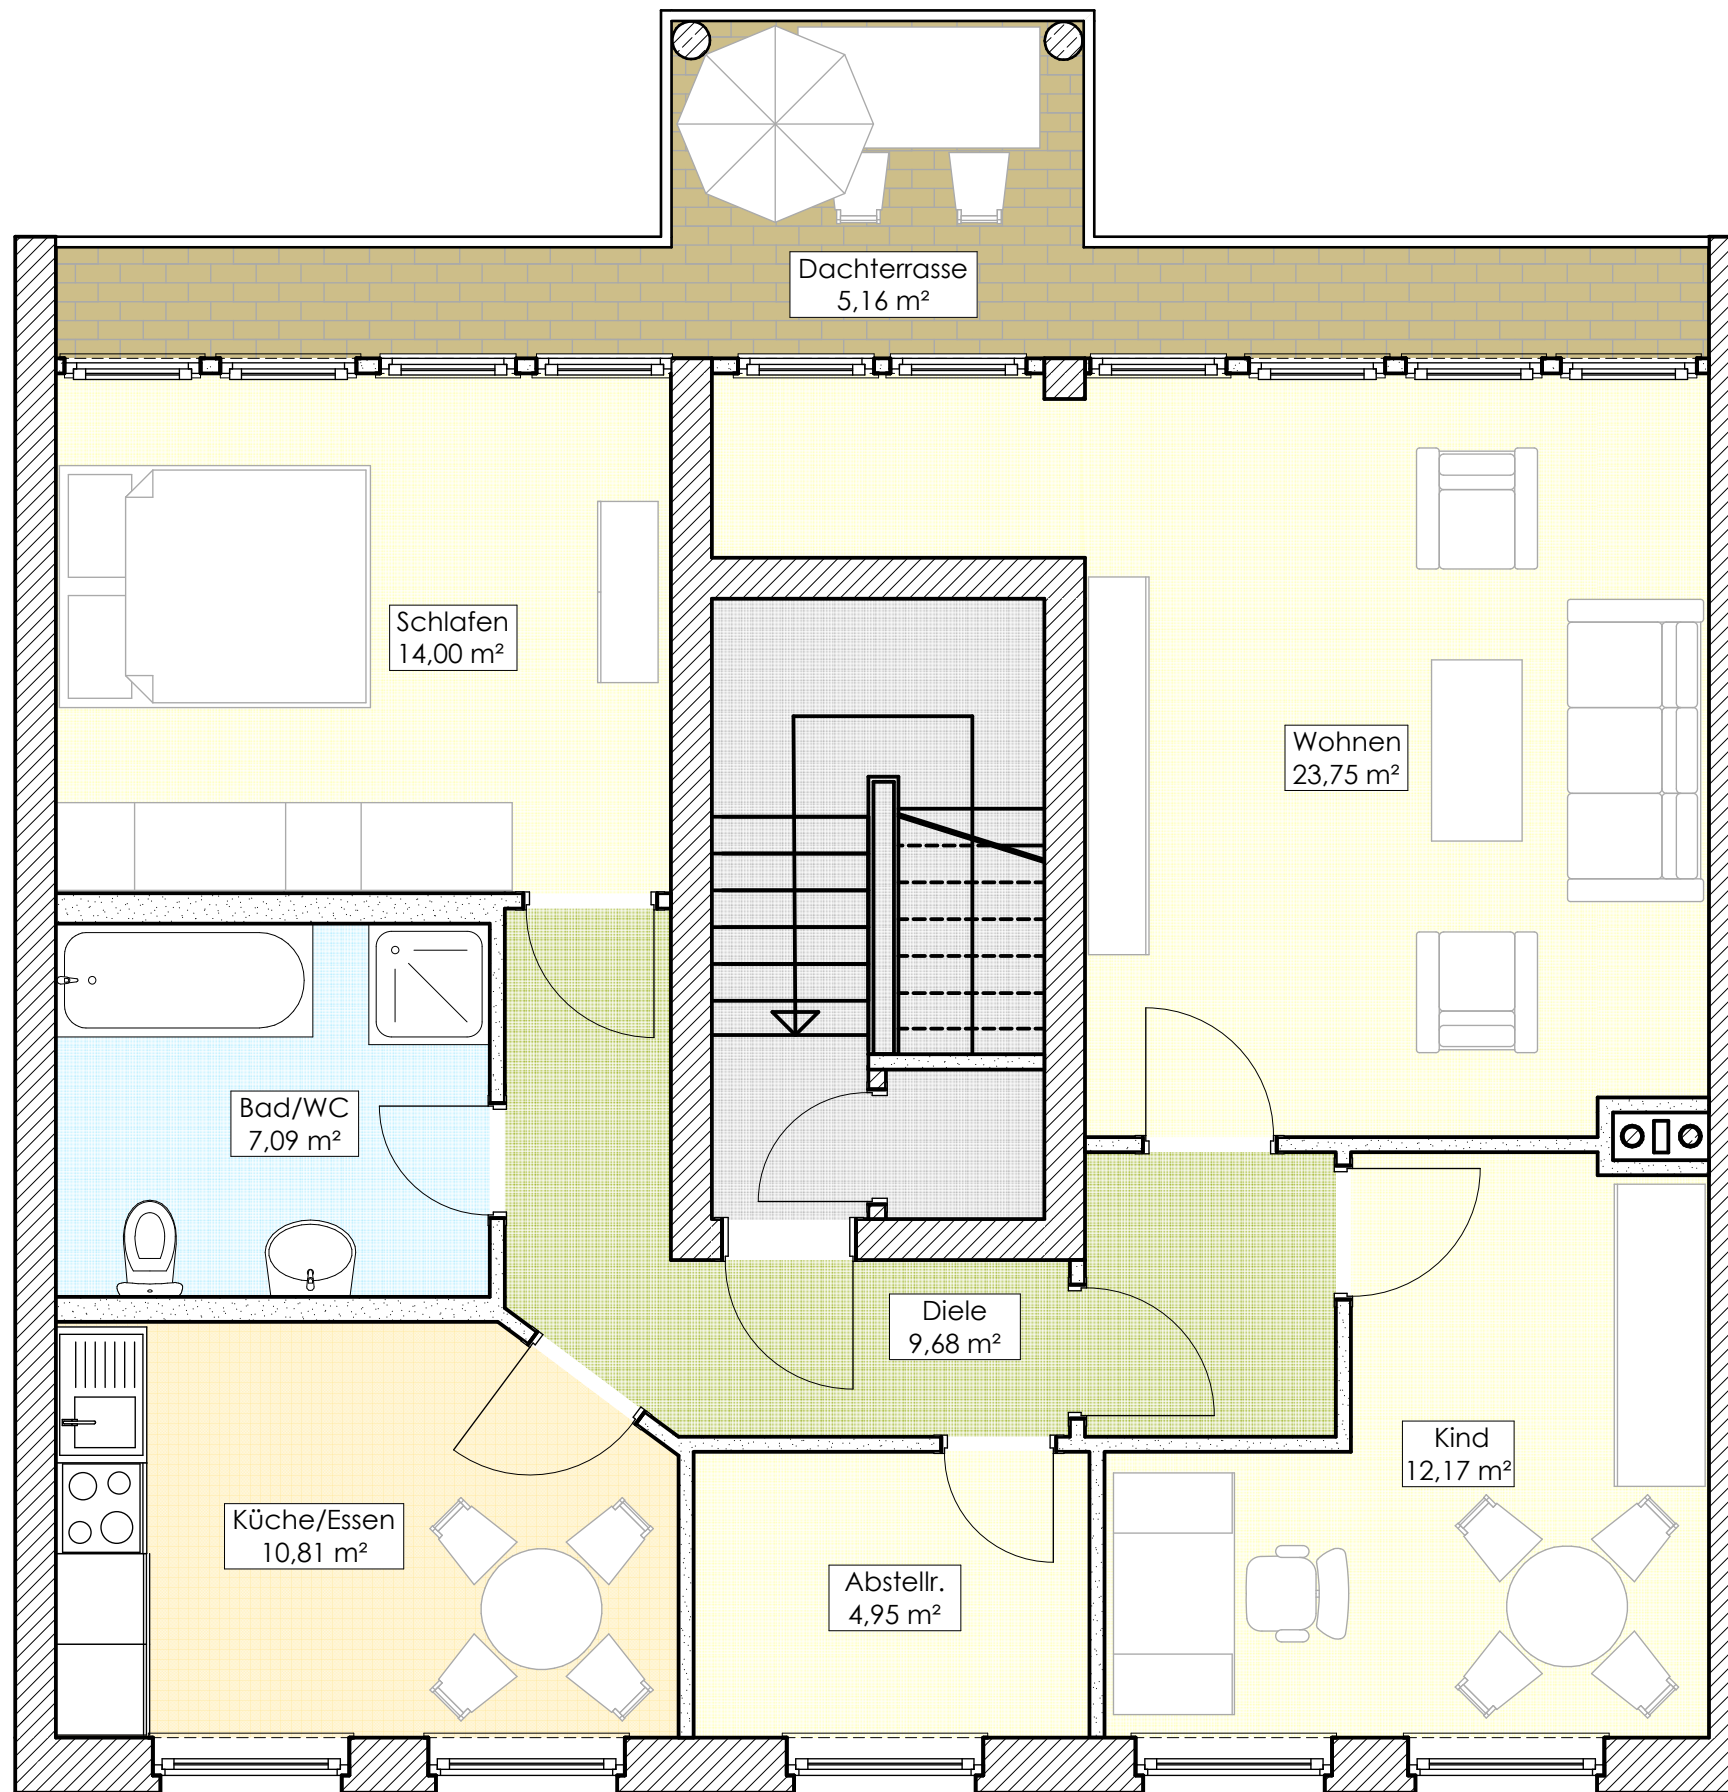 Dachterrasse
5,16 m²
Schlafen
14,00 m²
Wohnen
23,75 m²
Bad/WC
7,09 m²
Diele
9,68 m²
Kind
12,17 m²
Küche/Essen
10,81 m²
Abstellr.
4,95 m²